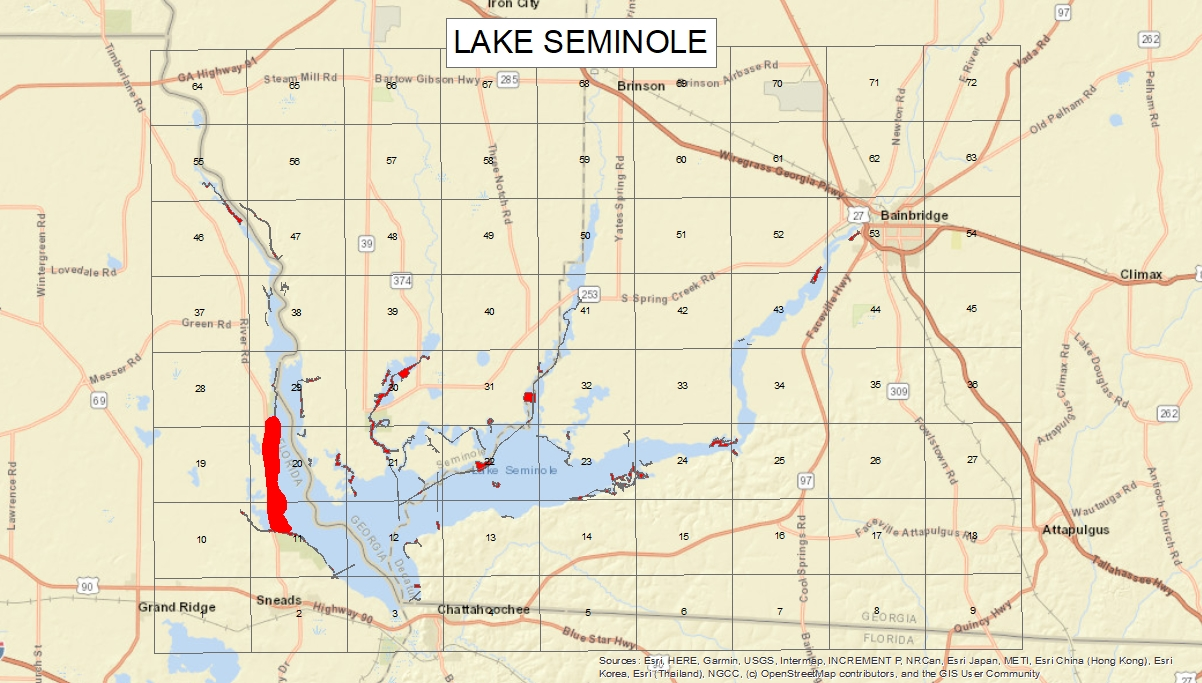 Iron City
LAKE SEMINOLE
97
262
Timberlane Rd
GA Highway 91
Steam Mill Rd
Bartow Gibson Hwy
285
Brinson
Brinson Airbase Rd
E River Rd
Vada Rd
Pelham Rd
64
65
66
67
68
69
70
71
72
Old Pelham Rd
Newton Rd
Three Notch Rd
Yates Spring Rd
Wiregrass Georgia Pkwy
55
56
57
58
59
60
61
62
63
27
Bainbridge
Wintergreen Rd
46
47
39
48
49
50
51
52
53
54
Lovedale Rd
374
253
S Spring Creek Rd
Faceville Hwy
Climax
37
Green Rd
River Rd
38
39
40
41
42
43
44
45
Messer Rd
69
28
29
30
31
32
33
34
35
309
36
Climax Rd
Lake Douglas Rd
262
Attapulgus
Fowlstown Rd
Lawrence Rd
19
FLORIDA
20
21
Seminole
22
Lake Seminole
23
24
25
26
27
97
Antioch Church Rd
Wautauga Rd
10
11
GEORGIA
12
13
14
15
16
Faceville Attapulgus Rd
17
18
Attapulgus
Cool Springs Rd
Tallahassee Hwy
90
Grand Ridge
Sneads
Highway 90
Decatur
Chattahoochee
1
2
3
4
5
6
7
8
9
Quincy Hwy
GEORGIA
FLORIDA
Blue Star Hwy
90
27
Sources: Esri, HERE, Garmin, USGS, Intermap, INCREMENT P, NRCan, Esri Japan, METI, Esri China (Hong Kong), Esri
Korea, Esri (Thailand), NGCC, (c) OpenStreetMap contributors, and the GIS User Community